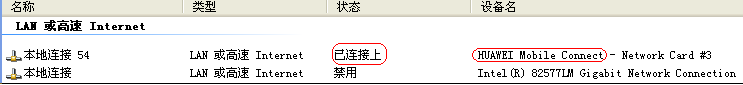 名称 类型 状态 设备名
LAN 或高速 Internet
本地连接 54 LAN 或高速 Internet 已连接上 HUAWEI Mobile Connect - Network Card #3
本地连接 LAN 或高速 Internet 禁用 Intel(R) 82577LM Gigabit Network Connection